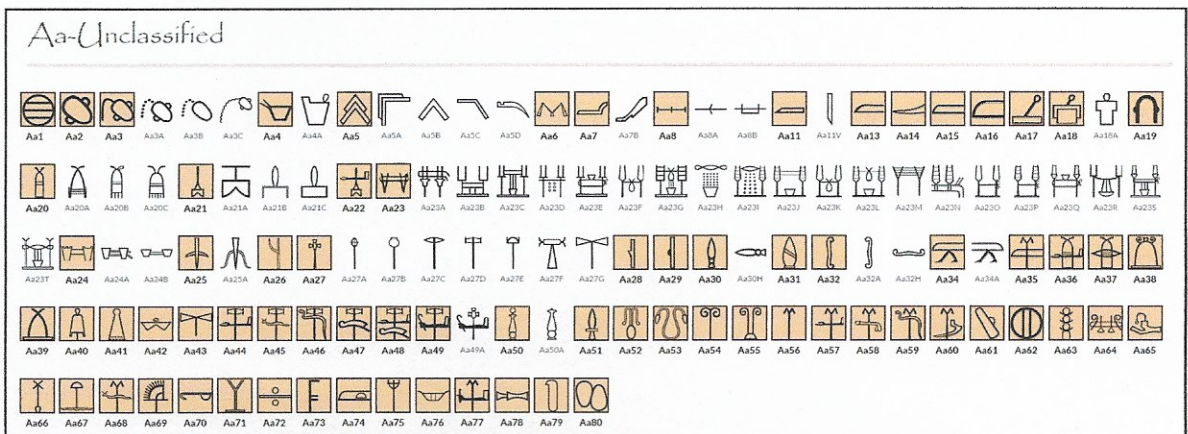 Aa-Unclassified
Aa1 Aa2 Aa3 Aa3A Aa3B Aa3C Aa4 Aa4A Aa5 Aa5A Aa5B Aa5C Aa5D Aa6 Aa7 Aa7B Aa8 Aa8A Aa8B Aa11 Aa11V Aa13 Aa14 Aa15 Aa16 Aa17 Aa18 Aa18A Aa19
Aa20 Aa20A Aa20B Aa20C Aa21 Aa21A Aa21B Aa21C Aa22 Aa23 Aa23A Aa23B Aa23C Aa23D Aa23E Aa23F Aa23G Aa23H Aa23I Aa23J Aa23K Aa23L Aa23M Aa23N Aa23O Aa23P Aa23Q Aa23R Aa23S
Aa23T Aa24 Aa24A Aa24B Aa25 Aa25A Aa26 Aa27 Aa27A Aa27B Aa27C Aa27D Aa27E Aa27F Aa27G Aa28 Aa29 Aa30 Aa30H Aa31 Aa32 Aa32A Aa32H Aa34 Aa34A Aa35 Aa36 Aa37 Aa38
Aa39 Aa40 Aa41 Aa42 Aa43 Aa44 Aa45 Aa46 Aa47 Aa48 Aa49 Aa49A Aa50 Aa50A Aa51 Aa52 Aa53 Aa54 Aa55 Aa56 Aa57 Aa58 Aa59 Aa60 Aa61 Aa62 Aa63 Aa64 Aa65
Aa66 Aa67 Aa68 Aa69 Aa70 Aa71 Aa72 Aa73 Aa74 Aa75 Aa76 Aa77 Aa78 Aa79 Aa80